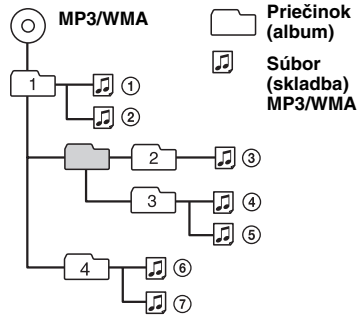 MP3/WMA
Priečinok
(album)
Súbor
(skladba)
MP3/WMA
1
①
②
2
③
3
④
⑤
4
⑥
⑦